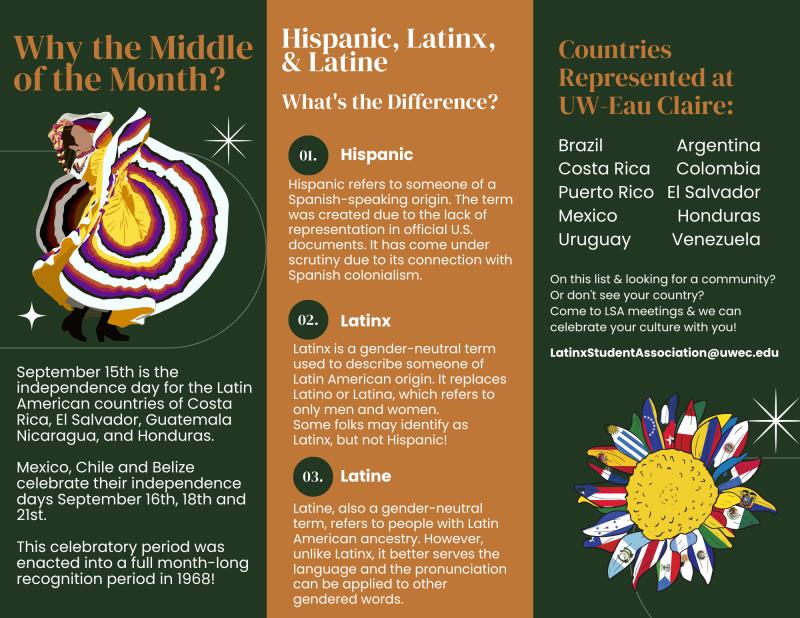 Why the Middle
of the Month?
September 15th is the
independence day for the Latin
American countries of Costa
Rica, El Salvador, Guatemala
Nicaragua, and Honduras.
Mexico, Chile and Belize
celebrate their independence
days September 16th, 18th and
21st.
This celebratory period was
enacted into a full month-long
recognition period in 1968!
Hispanic, Latinx,
& Latine
What's the Difference?
01. Hispanic
Hispanic refers to someone of a
Spanish-speaking origin. The term
was created due to the lack of
representation in official U.S.
documents. It has come under
scrutiny due to its connection with
Spanish colonialism.
02. Latinx
Latinx is a gender-neutral term
used to describe someone of
Latin American origin. It replaces
Latino or Latina, which refers to
only men and women.
Some folks may identify as
Latinx, but not Hispanic!
03. Latine
Latine, also a gender-neutral
term, refers to people with Latin
American ancestry. However,
unlike Latinx, it better serves the
language and the pronunciation
can be applied to other
gendered words.
Countries
Represented at
UW-Eau Claire:
Brazil Argentina
Costa Rica Colombia
Puerto Rico El Salvador
Mexico Honduras
Uruguay Venezuela
On this list & looking for a community?
Or don't see your country?
Come to LSA meetings & we can
celebrate your culture with you!
LatinxStudentAssociation@uwec.edu